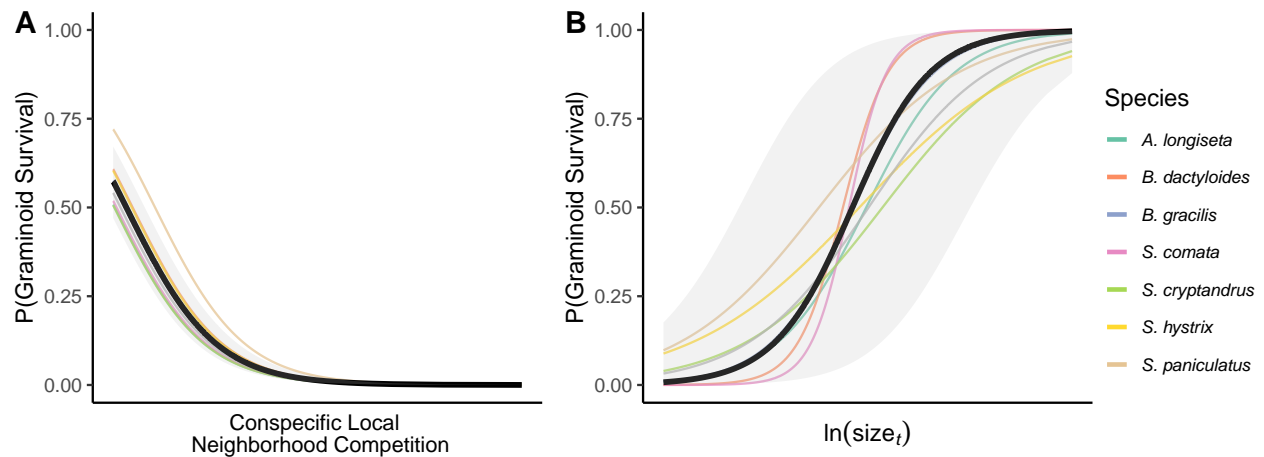 A
P(Graminoid Survival)
1.00
0.75
0.50
0.25
0.00
Conspecific Local
Neighborhood Competition
B
P(Graminoid Survival)
1.00
0.75
0.50
0.25
0.00
ln(sizeₜ)
Species
A. longiseta
B. dactyloides
B. gracilis
S. comata
S. cryptandrus
S. hystrix
S. paniculatus